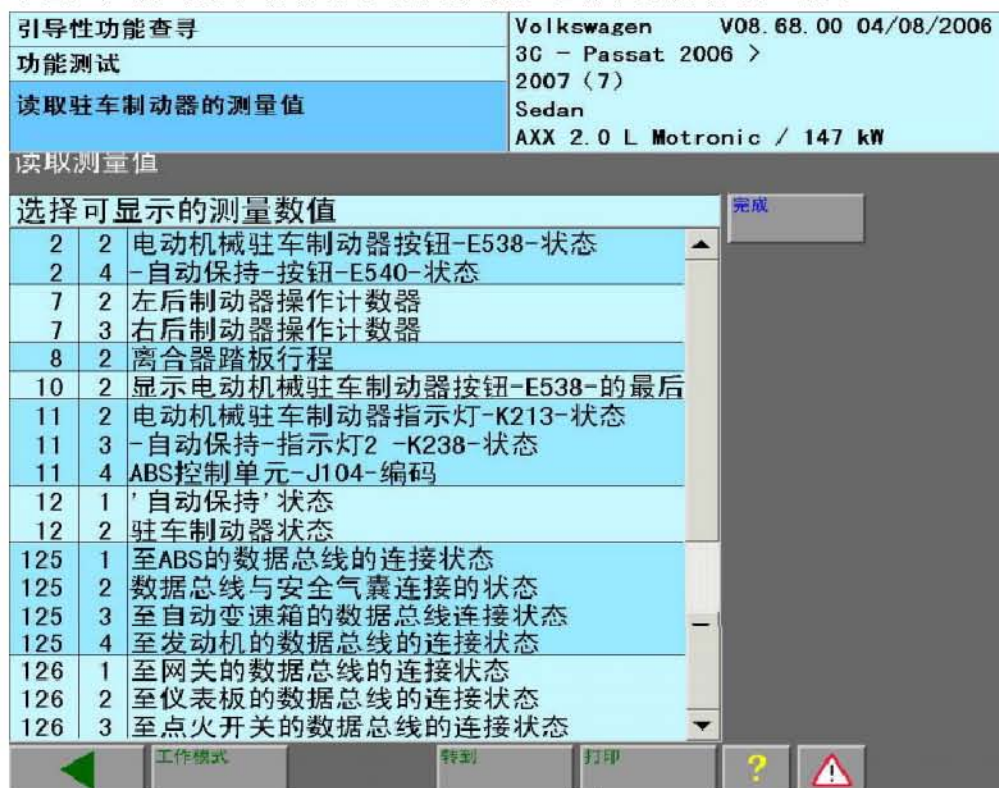 引导性功能查寻
功能测试
读取驻车制动器的测量值
Volkswagen V08.68.00 04/08/2006
3C - Passat 2006 >
2007 (7)
Sedan
AXX 2.0 L Motronic / 147 kW
读取测量值
选择可显示的测量数值
完成
2 2 电动机械驻车制动器按钮-E538-状态
2 4 -自动保持-按钮-E540-状态
7 2 左后制动器操作计数器
7 3 右后制动器操作计数器
8 2 离合器踏板行程
10 2 显示电动机械驻车制动器按钮-E538-的最后
11 2 电动机械驻车制动器指示灯-K213-状态
11 3 -自动保持-指示灯2 -K238-状态
11 4 ABS控制单元-J104-编码
12 1 '自动保持'状态
12 2 驻车制动器状态
125 1 至ABS的数据总线的连接状态
125 2 数据总线与安全气囊连接的状态
125 3 至自动变速箱的数据总线连接状态
125 4 至发动机的数据总线的连接状态
126 1 至网关的数据总线的连接状态
126 2 至仪表板的数据总线的连接状态
126 3 至点火开关的数据总线的连接状态
工作模式 转到 打印 ?